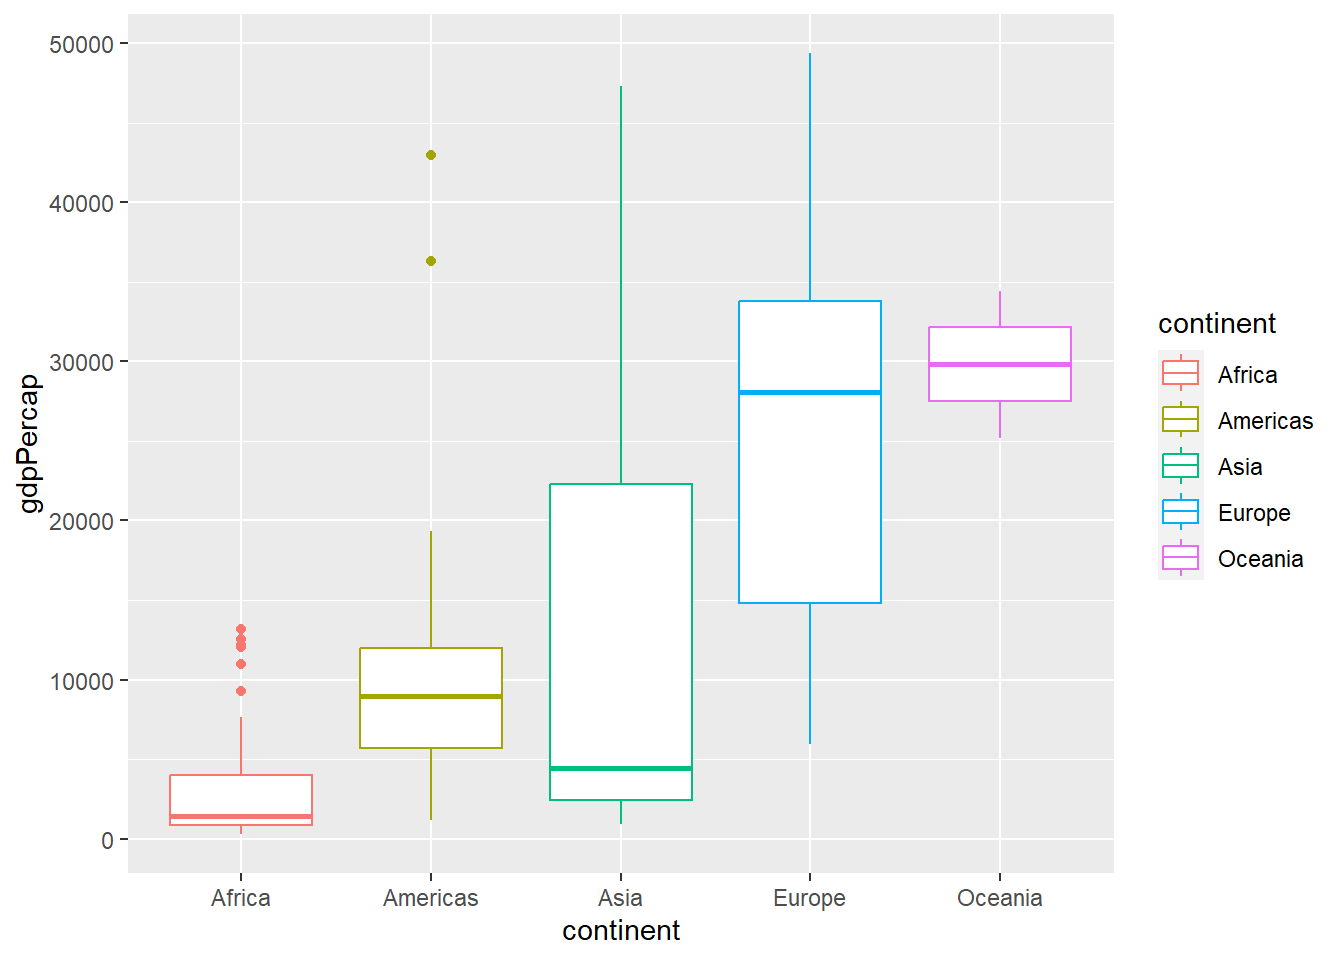 50000
40000
30000
20000
10000
0
gdpPercap
Africa
Americas
Asia
Europe
Oceania
continent
continent
Africa
Americas
Asia
Europe
Oceania